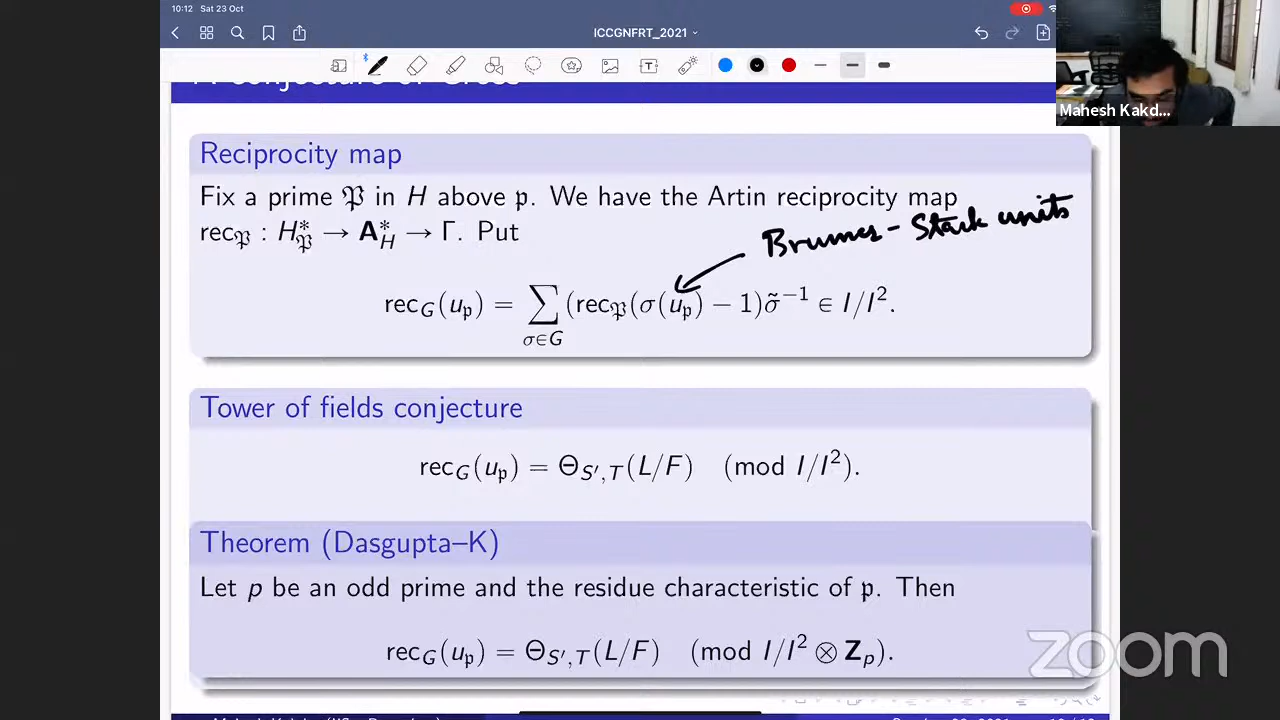 10:12 Sat 23 Oct
ICCGNFRT_2021
Mahesh Kakd...
Reciprocity map
Fix a prime 𝔓 in H above 𝔭. We have the Artin reciprocity map
rec_𝔓 : H*_𝔓 → A*_H → Γ. Put
Brumer - Stark units
rec_G(u_𝔭) = ∑_{σ∈G} (rec_𝔓(σ(u_𝔭) − 1)σ̃^{−1} ∈ I/I².
Tower of fields conjecture
rec_G(u_𝔭) = Θ_{S′,T}(L/F) (mod I/I²).
Theorem (Dasgupta–K)
Let p be an odd prime and the residue characteristic of 𝔭. Then
rec_G(u_𝔭) = Θ_{S′,T}(L/F) (mod I/I² ⊗ Z_p).
zoom